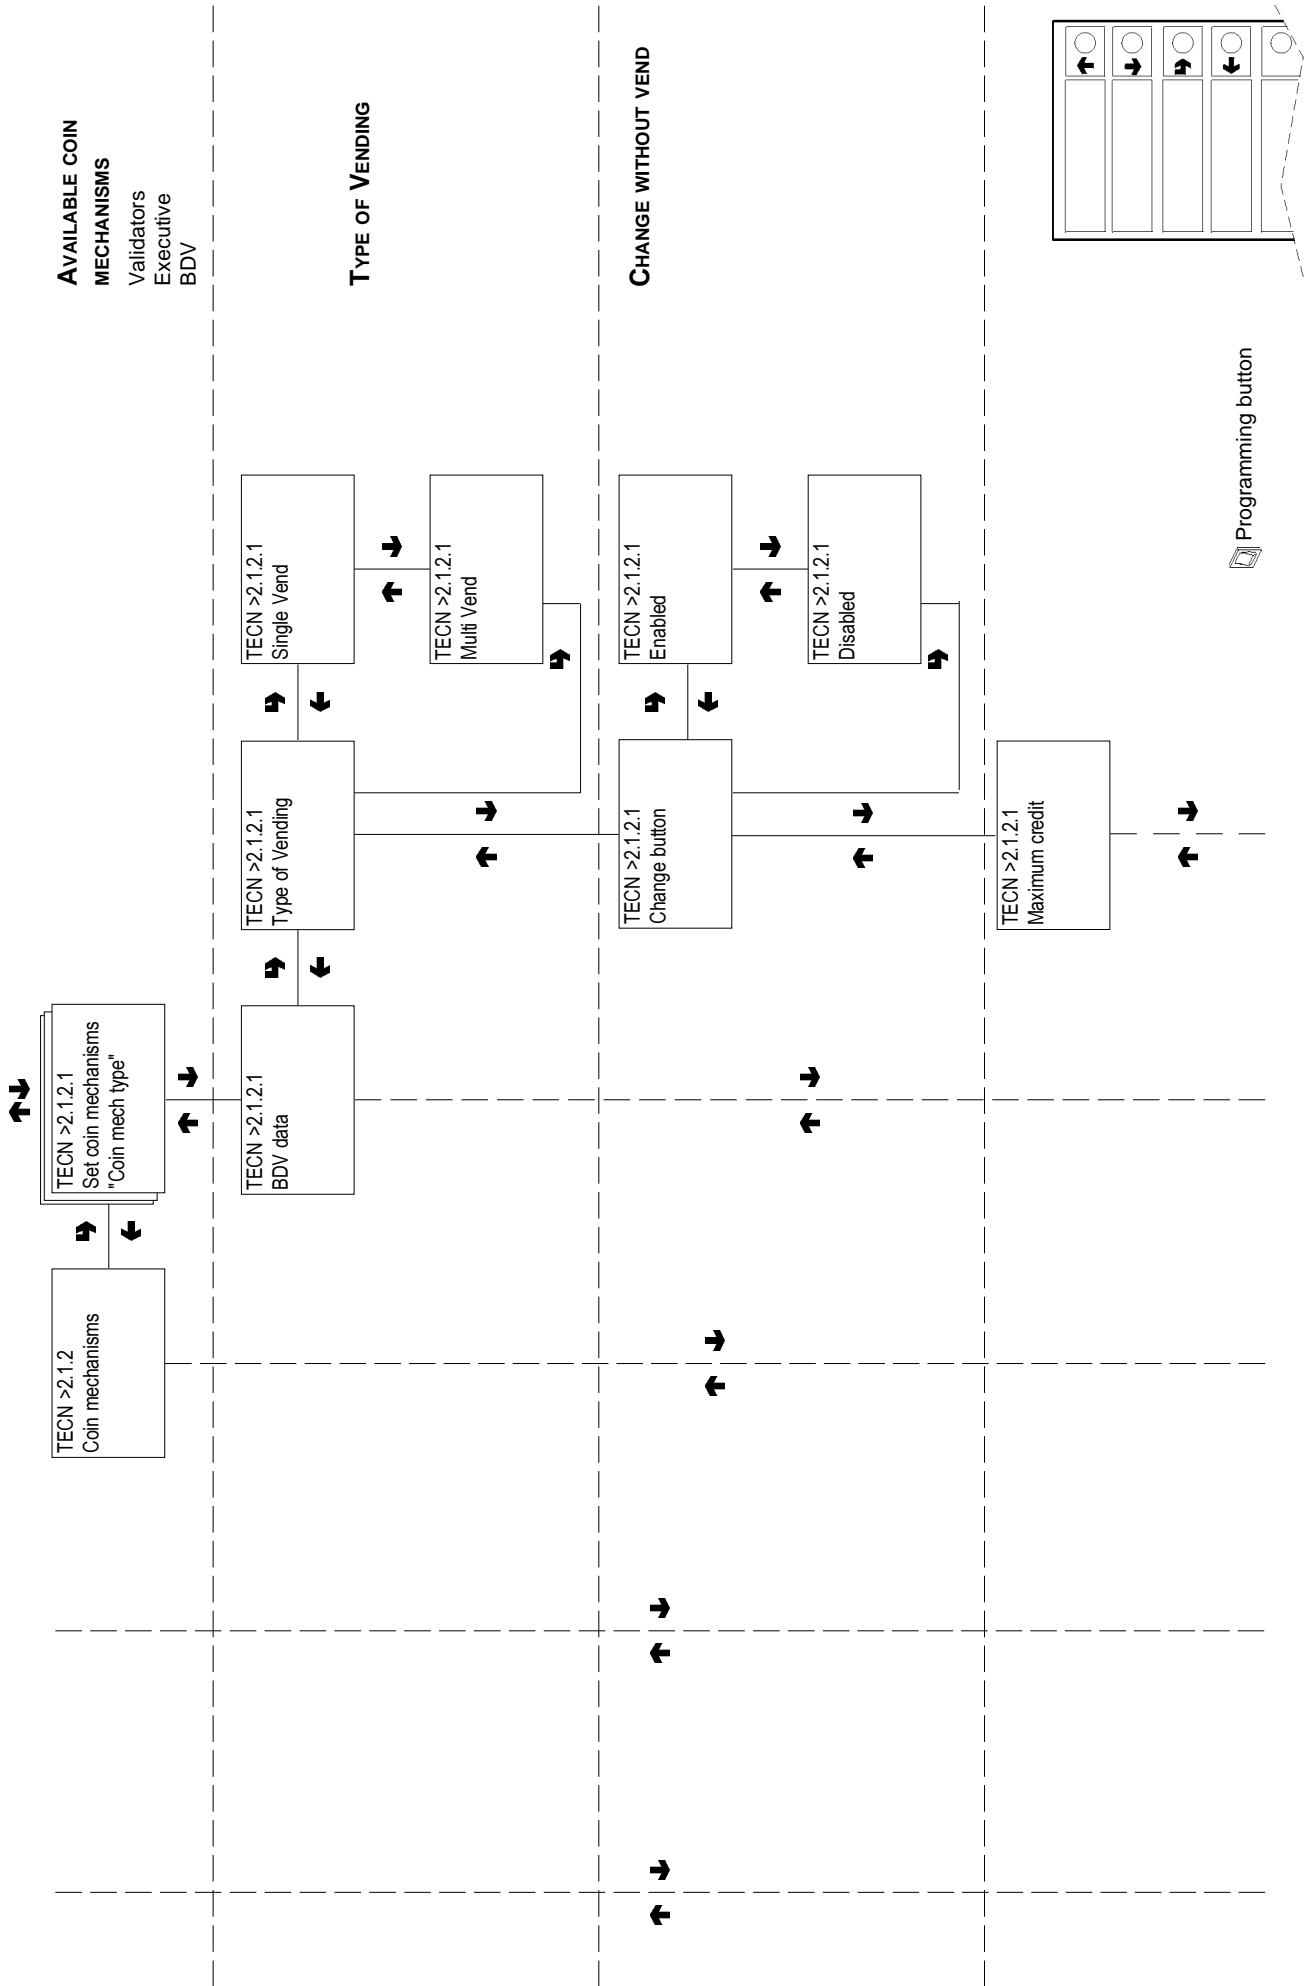 TECN >2.1.2
Coin mechanisms
TECN >2.1.2.1
Set coin mechanisms
"Coin mech type"
AVAILABLE COIN
MECHANISMS
Validators
Executive
BDV
TECN >2.1.2.1
BDV data
TECN >2.1.2.1
Type of Vending
TECN >2.1.2.1
Single Vend
TYPE OF VENDING
TECN >2.1.2.1
Multi Vend
TECN >2.1.2.1
Change button
TECN >2.1.2.1
Enabled
CHANGE WITHOUT VEND
TECN >2.1.2.1
Disabled
TECN >2.1.2.1
Maximum credit
Programming button